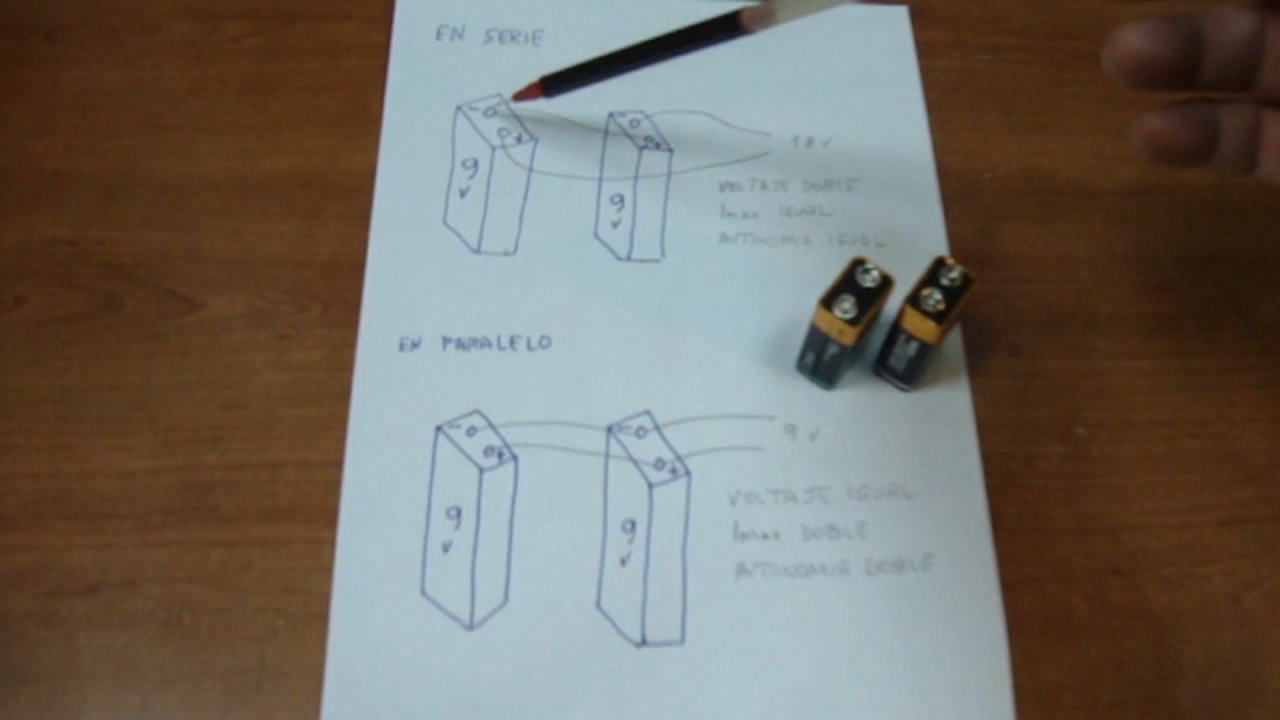 EN SERIE
- +
9 v
- +
9 v
18 v
VOLTAJE DOBLE
Imax IGUAL
AUTONOMIA IGUAL
EN PARALELO
- +
9 v
- +
9 v
9 v
VOLTAJE IGUAL
Imax DOBLE
AUTONOMIA DOBLE